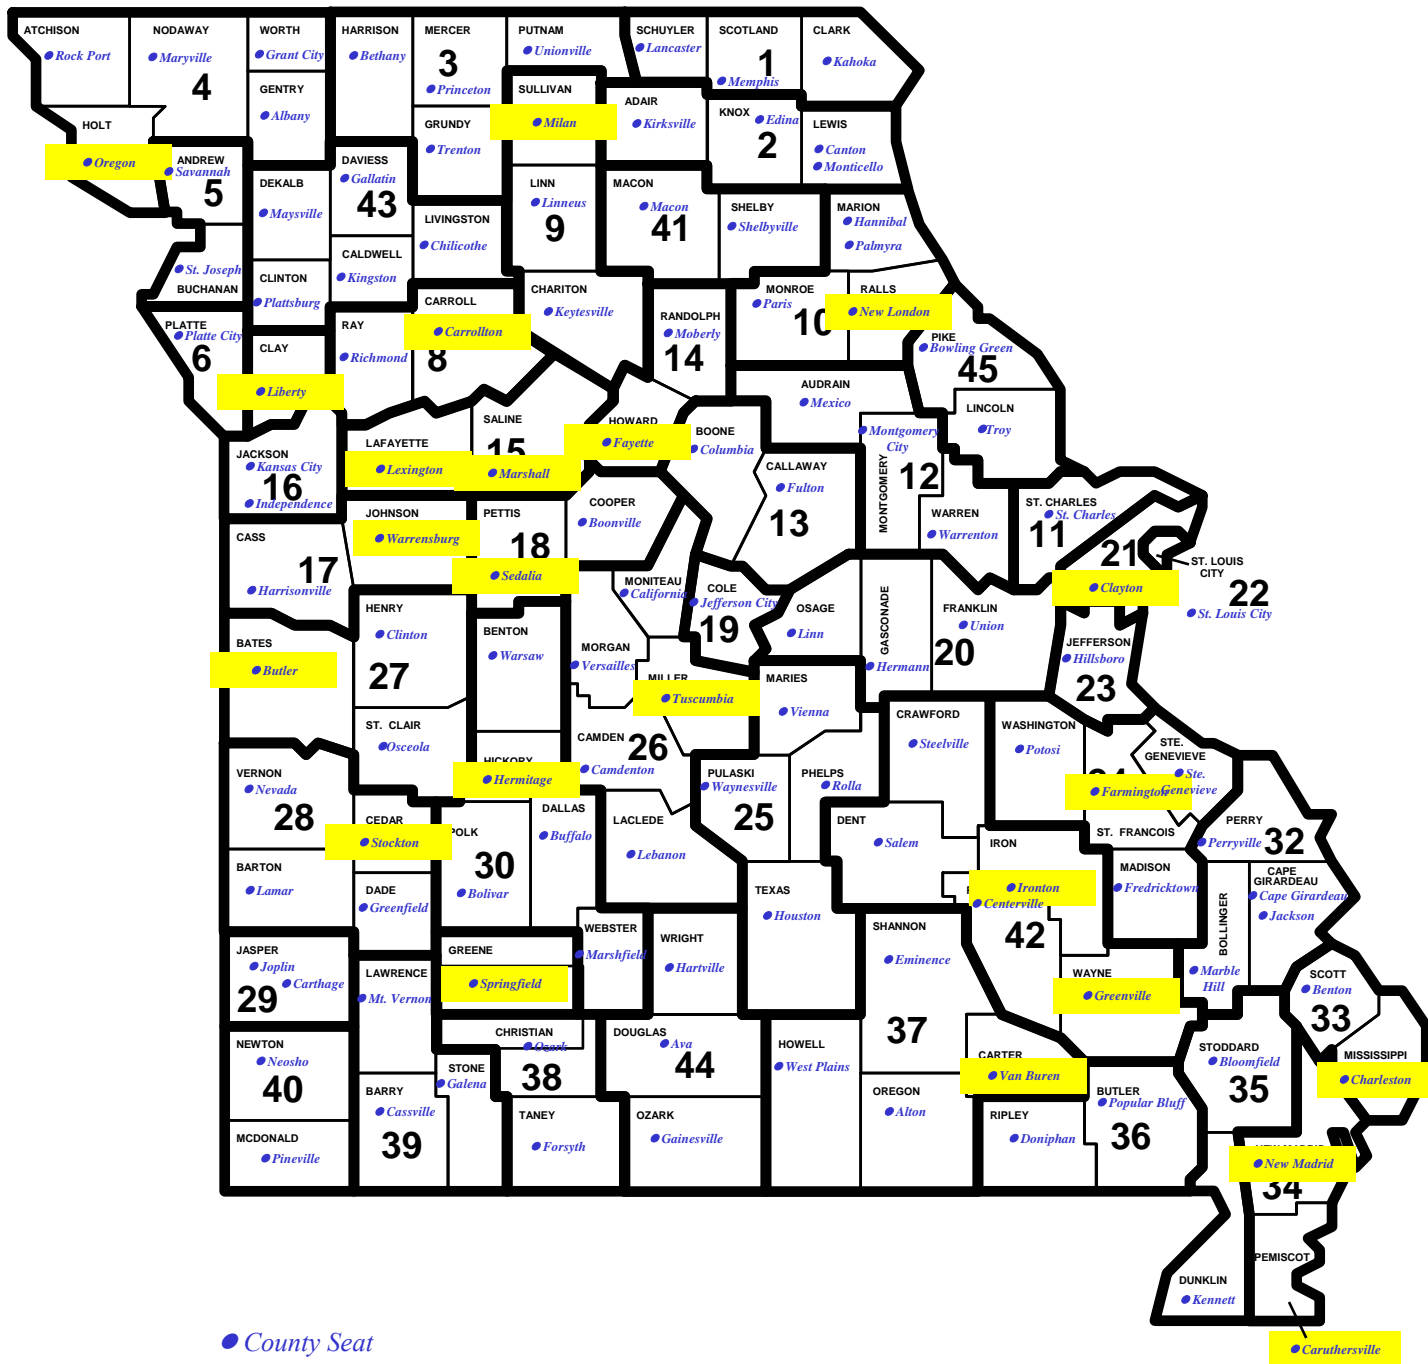 ATCHISON
Rock Port
NODAWAY
Maryville
4
WORTH
Grant City
GENTRY
Albany
HARRISON
Bethany
MERCER
3
Princeton
PUTNAM
Unionville
SCHUYLER
Lancaster
SCOTLAND
1
Memphis
CLARK
Kahoka
HOLT
Oregon
ANDREW
Savannah
5
DEKALB
Maysville
DAVIESS
Gallatin
43
GRUNDY
Trenton
SULLIVAN
Milan
ADAIR
Kirksville
KNOX
Edina
2
LEWIS
Canton
Monticello
LIVINGSTON
Chilicothe
LINN
Linneus
9
MACON
Macon
41
SHELBY
Shelbyville
MARION
Hannibal
Palmyra
St. Joseph
BUCHANAN
CLINTON
Plattsburg
CALDWELL
Kingston
CARROLL
Carrollton
8
CHARITON
Keytesville
RANDOLPH
Moberly
14
MONROE
Paris
10
RALLS
New London
PIKE
Bowling Green
45
PLATTE
Platte City
6
CLAY
Liberty
RAY
Richmond
AUDRAIN
Mexico
LINCOLN
Troy
JACKSON
Kansas City
16
Independence
LAFAYETTE
Lexington
SALINE
15
Marshall
HOWARD
Fayette
BOONE
Columbia
CALLAWAY
Fulton
13
Montgomery
City
MONTGOMERY
12
WARREN
Warrenton
ST. CHARLES
St. Charles
11
21
Clayton
ST. LOUIS
CITY
22
St. Louis City
CASS
17
Harrisonville
JOHNSON
Warrensburg
PETTIS
18
Sedalia
COOPER
Boonville
MONITEAU
California
COLE
Jefferson City
19
OSAGE
Linn
GASCONADE
Hermann
FRANKLIN
Union
20
JEFFERSON
Hillsboro
23
BATES
Butler
HENRY
Clinton
27
BENTON
Warsaw
MORGAN
Versailles
MILLER
Tuscumbia
MARIES
Vienna
ST. CLAIR
Osceola
HICKORY
Hermitage
CAMDEN
26
Camdenton
PULASKI
Waynesville
25
PHELPS
Rolla
CRAWFORD
Steelville
WASHINGTON
Potosi
STE.
GENEVIEVE
Ste.
Genevieve
Farmington
ST. FRANCOIS
VERNON
Nevada
28
CEDAR
Stockton
POLK
30
Bolivar
DALLAS
Buffalo
LACLEDE
Lebanon
DENT
Salem
IRON
Ironton
Centerville
42
MADISON
Fredricktown
PERRY
Perryville
32
BARTON
Lamar
DADE
Greenfield
TEXAS
Houston
BOLLINGER
Marble
Hill
CAPE
GIRARDEAU
Cape Girardeau
Jackson
JASPER
Joplin
Carthage
29
LAWRENCE
Mt. Vernon
GREENE
Springfield
WEBSTER
Marshfield
WRIGHT
Hartville
SHANNON
Eminence
37
WAYNE
Greenville
SCOTT
Benton
33
NEWTON
Neosho
40
CHRISTIAN
Ozark
38
STONE
Galena
DOUGLAS
Ava
44
HOWELL
West Plains
CARTER
Van Buren
STODDARD
Bloomfield
35
MISSISSIPPI
Charleston
MCDONALD
Pineville
BARRY
Cassville
39
TANEY
Forsyth
OZARK
Gainesville
OREGON
Alton
RIPLEY
Doniphan
BUTLER
Popular Bluff
36
New Madrid
34
PEMISCOT
DUNKLIN
Kennett
Caruthersville
County Seat